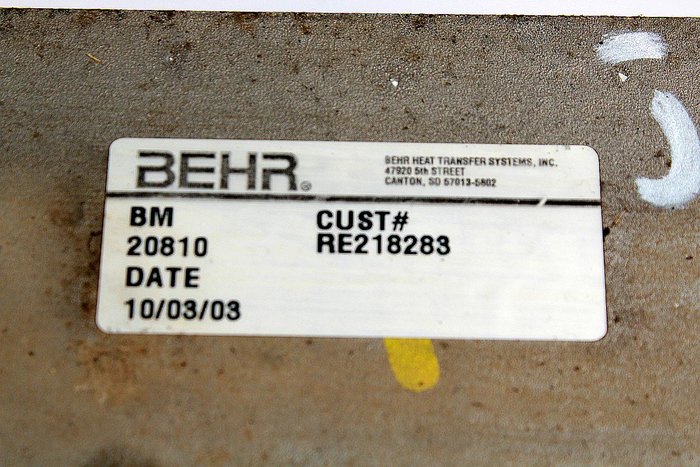 BEHR®
BEHR HEAT TRANSFER SYSTEMS, INC.
47920 5th STREET
CANTON, SD 57013-5802
BM
20810
DATE
10/03/03
CUST#
RE218283